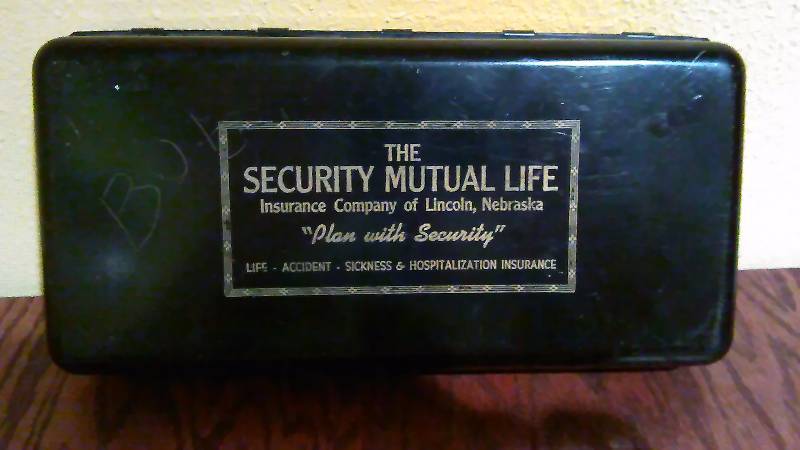 THE
SECURITY MUTUAL LIFE
Insurance Company of Lincoln, Nebraska
"Plan with Security"
LIFE - ACCIDENT - SICKNESS & HOSPITALIZATION INSURANCE